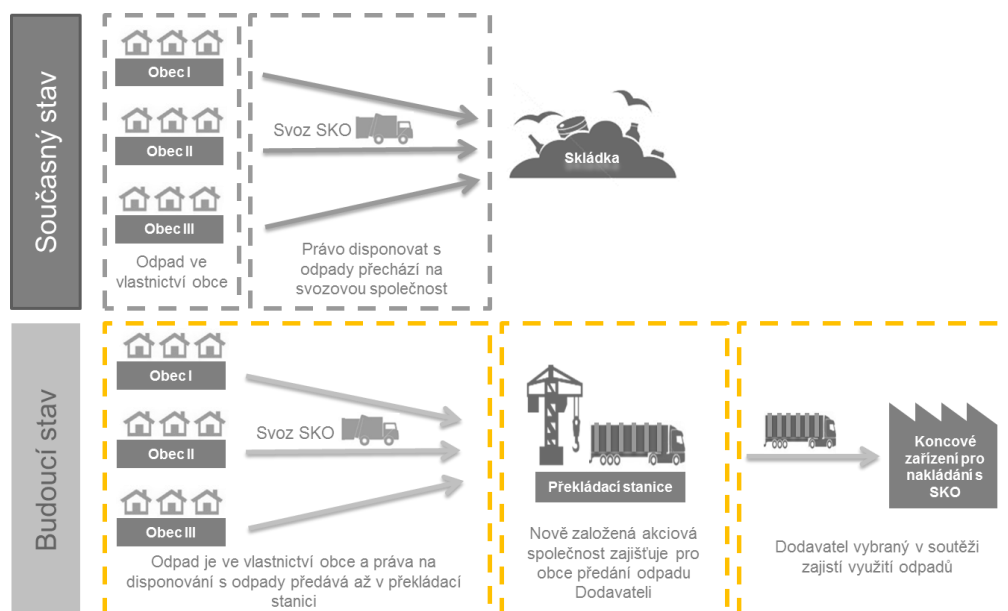 Současný stav
Obec I
Obec II
Obec III
Odpad ve
vlastnictví obce
Svoz SKO
Právo disponovat s
odpady přechází na
svozovou společnost
Skládka
Budoucí stav
Obec I
Obec II
Obec III
Svoz SKO
Odpad je ve vlastnictví obce a práva na
disponování s odpady předává až v překládací
stanici
Překládací stanice
Nově založená akciová
společnost zajišťuje pro
obce předání odpadu
Dodavateli
Koncové
zařízení pro
nakládání s
SKO
Dodavatel vybraný v soutěži
zajistí využití odpadů